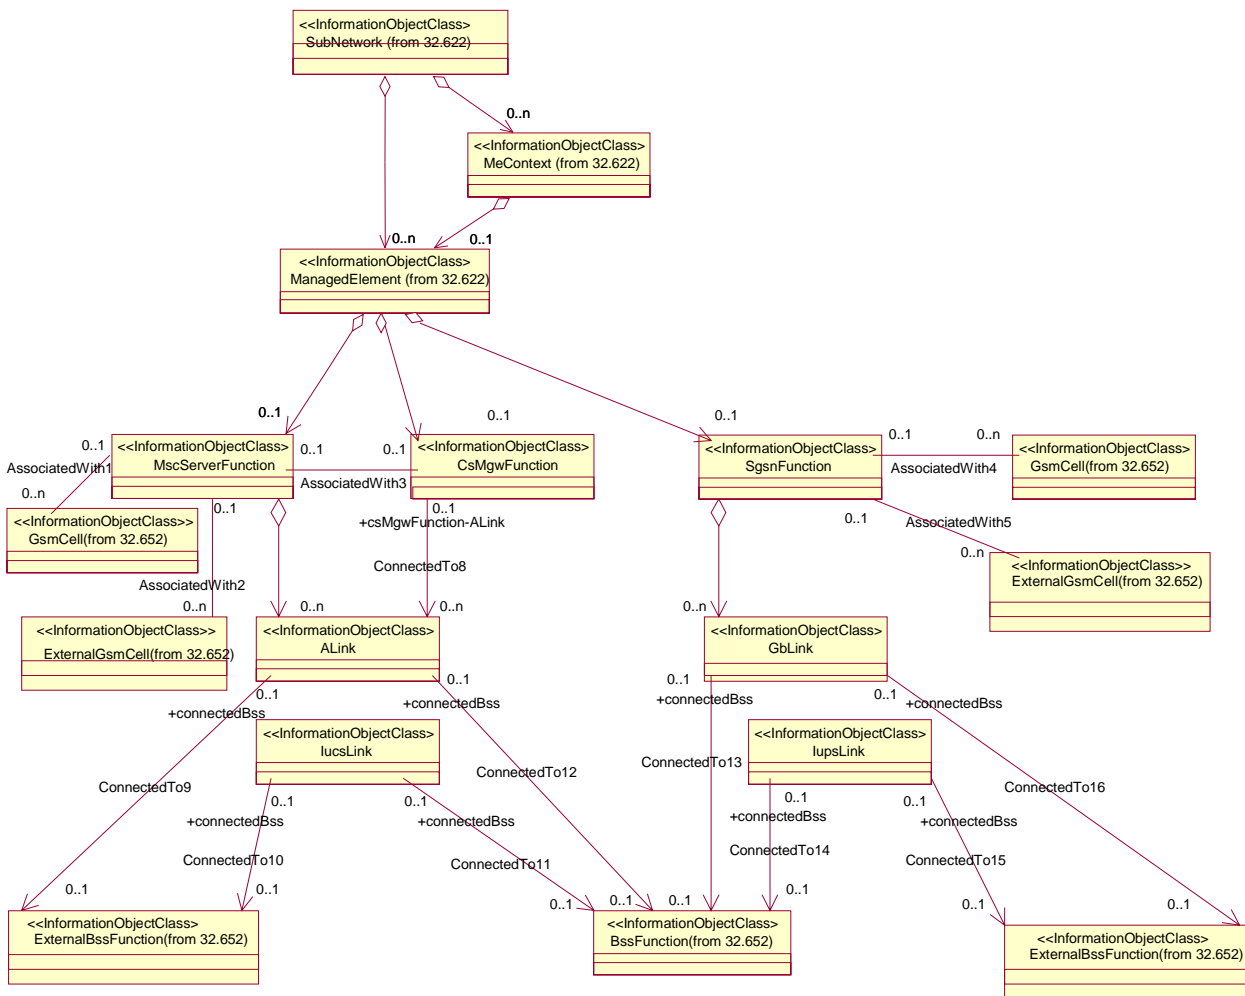 <<InformationObjectClass>
SubNetwork (from 32.622)
0..n
<<InformationObjectClass>
MeContext (from 32.622)
0..n
0..1
<<InformationObjectClass>
ManagedElement (from 32.622)
0..1
0..1
0..1
<<InformationObjectClass>
MscServerFunction
<<InformationObjectClass>
CsMgwFunction
<<InformationObjectClass>
SgsnFunction
<<InformationObjectClass>
GsmCell(from 32.652)
0..1
AssociatedWith1
0..n
0..1
0..1
AssociatedWith3
0..1
0..n
AssociatedWith4
<<InformationObjectClass>>
GsmCell(from 32.652)
0..1
AssociatedWith2
0..n
0..1
+csMgwFunction-ALink
ConnectedTo8
0..n
0..n
0..1
AssociatedWith5
0..n
<<InformationObjectClass>>
ExternalGsmCell(from 32.652)
0..n
<<InformationObjectClass>>
ExternalGsmCell(from 32.652)
<<InformationObjectClass>
ALink
<<InformationObjectClass>
GbLink
0..1
+connectedBss
0..1
+connectedBss
0..1
+connectedBss
0..1
+connectedBss
<<InformationObjectClass>
IucsLink
<<InformationObjectClass>
IupsLink
ConnectedTo9
ConnectedTo12
ConnectedTo13
ConnectedTo16
0..1
+connectedBss
ConnectedTo10
0..1
+connectedBss
ConnectedTo11
0..1
+connectedBss
ConnectedTo14
0..1
+connectedBss
ConnectedTo15
0..1
0..1
0..1
0..1
0..1
0..1
0..1
0..1
<<InformationObjectClass>
ExternalBssFunction(from 32.652)
<<InformationObjectClass>
BssFunction(from 32.652)
<<InformationObjectClass>
ExternalBssFunction(from 32.652)